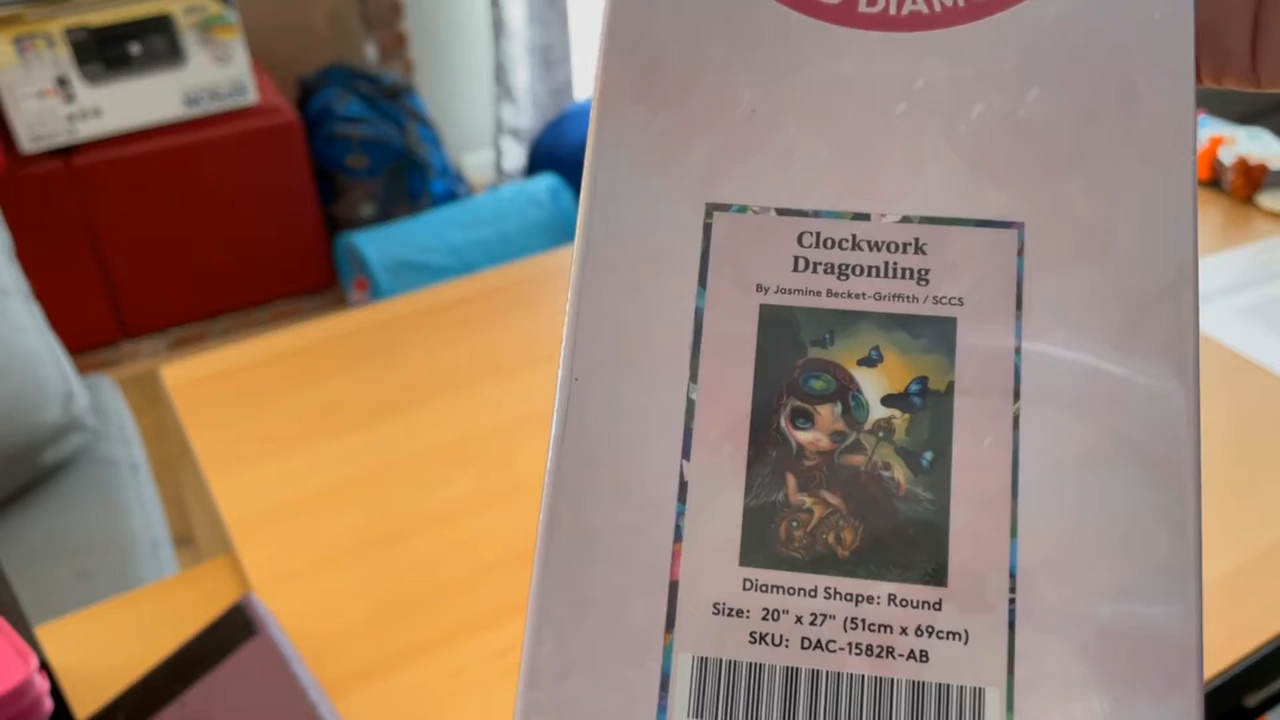 DIAM
Clockwork
Dragonling
By Jasmine Becket-Griffith / SCCS
Diamond Shape: Round
Size: 20" x 27" (51cm x 69cm)
SKU: DAC-1582R-AB